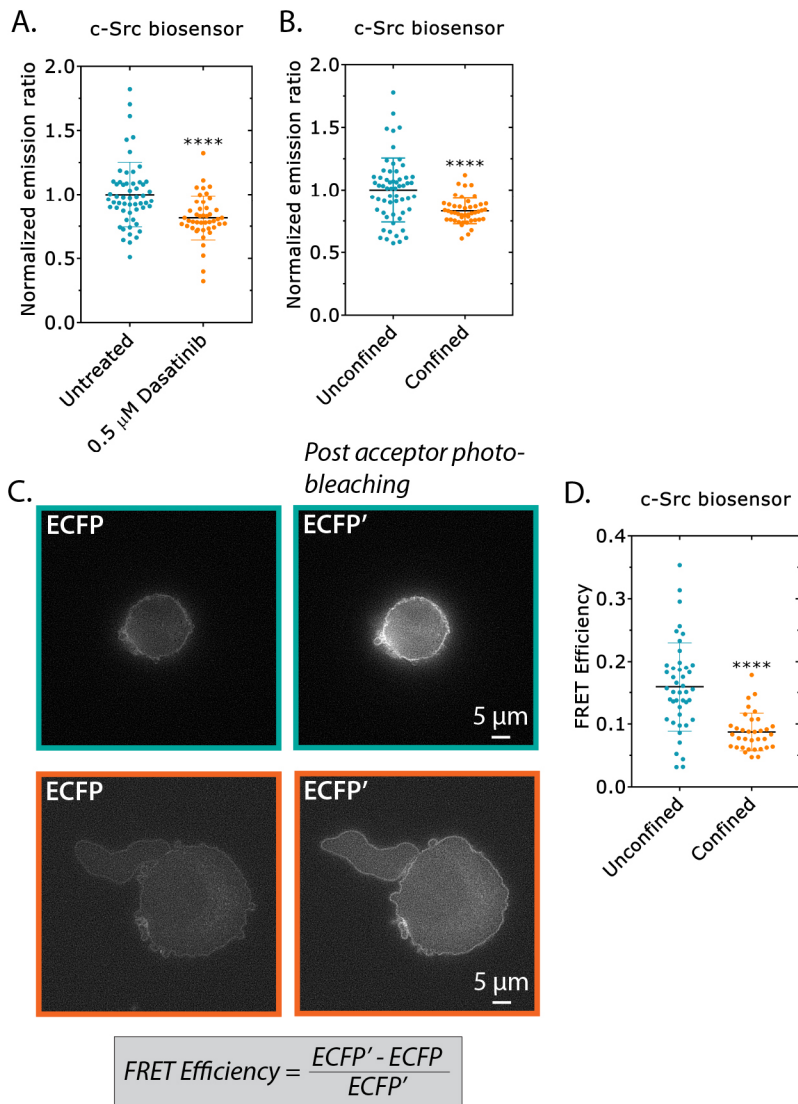 A.
c-Src biosensor
Normalized emission ratio
2.0
1.5
1.0
0.5
0.0
****
Untreated
0.5 μM Dasatinib
B.
c-Src biosensor
Normalized emission ratio
2.0
1.5
1.0
0.5
0.0
****
Unconfined
Confined
C.
Post acceptor photo-
bleaching
ECFP
ECFP’
5 μm
ECFP
ECFP’
5 μm
FRET Efficiency = ECFP’ - ECFP
ECFP’
D.
c-Src biosensor
FRET Efficiency
0.4
0.3
0.2
0.1
0.0
****
Unconfined
Confined